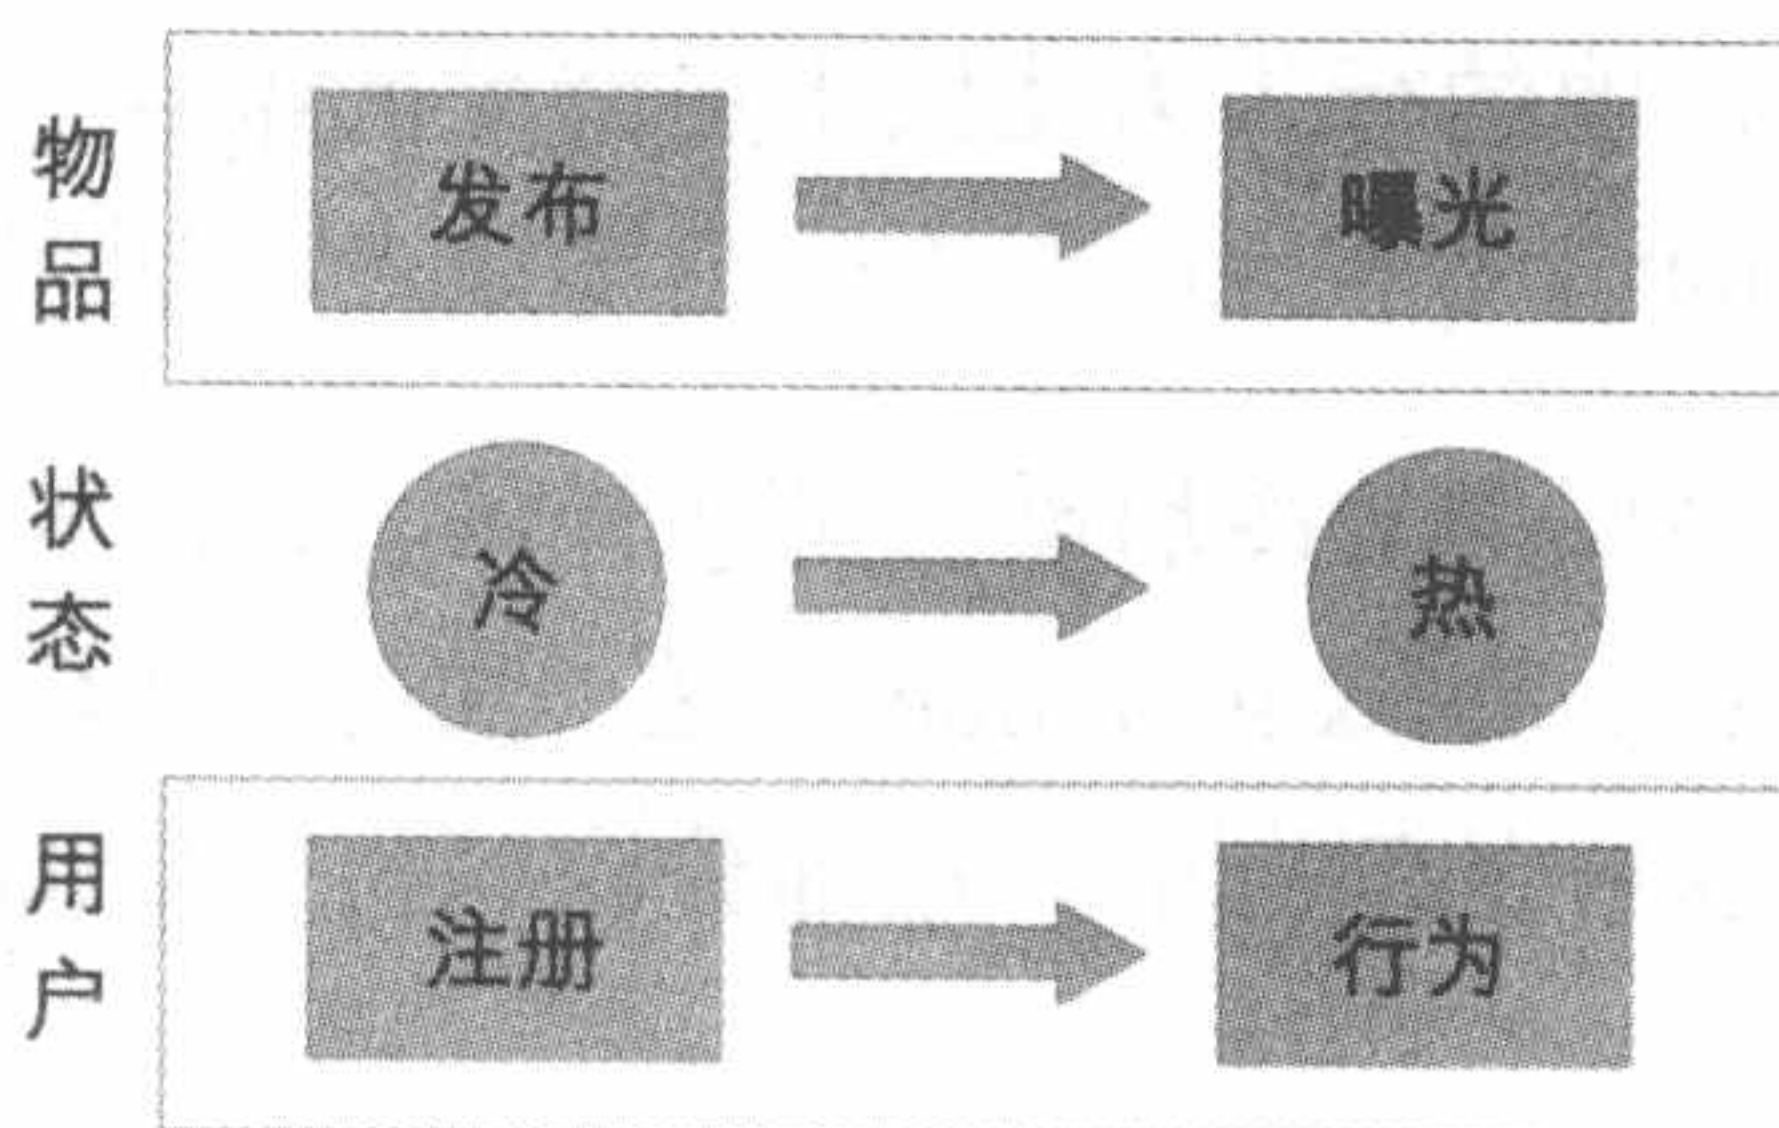 物品
发布
曝光
状态
冷
热
用户
注册
行为